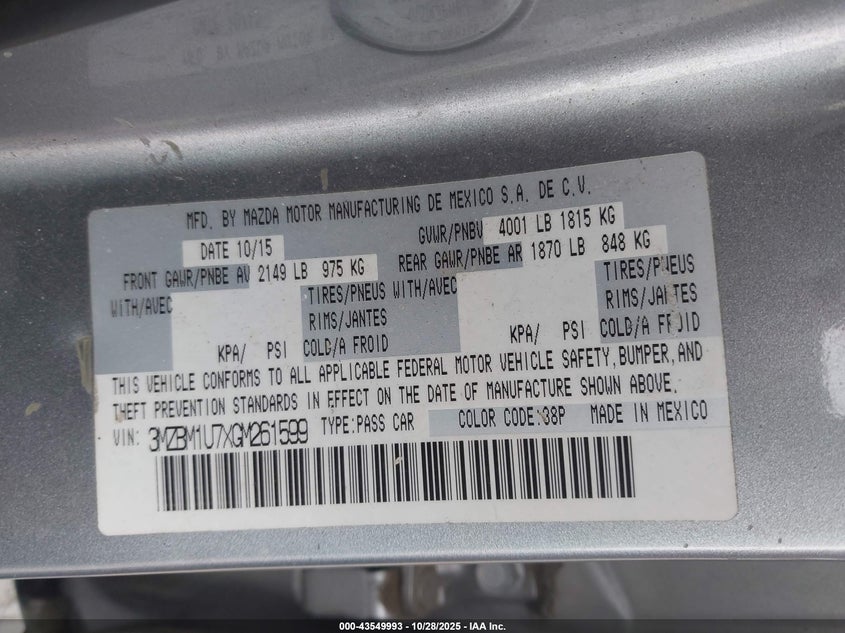 MFD. BY MAZDA MOTOR MANUFACTURING DE MEXICO S.A. DE C.V.
DATE 10/15 GVWR/PNBV 4001 LB 1815 KG
FRONT GAWR/PNBE AV 2149 LB 975 KG REAR GAWR/PNBE AR 1870 LB 848 KG
WITH/AVEC TIRES/PNEUS WITH/AVEC TIRES/PNEUS
RIMS/JANTES RIMS/JANTES
KPA/ PSI COLD/A FROID KPA/ PSI COLD/A FROID
THIS VEHICLE CONFORMS TO ALL APPLICABLE FEDERAL MOTOR VEHICLE SAFETY, BUMPER, AND
THEFT PREVENTION STANDARDS IN EFFECT ON THE DATE OF MANUFACTURE SHOWN ABOVE.
VIN: 3MZBM1U7XGM261599 TYPE:PASS CAR COLOR CODE:38P MADE IN MEXICO
000-43549993 - 10/28/2025 - IAA Inc.